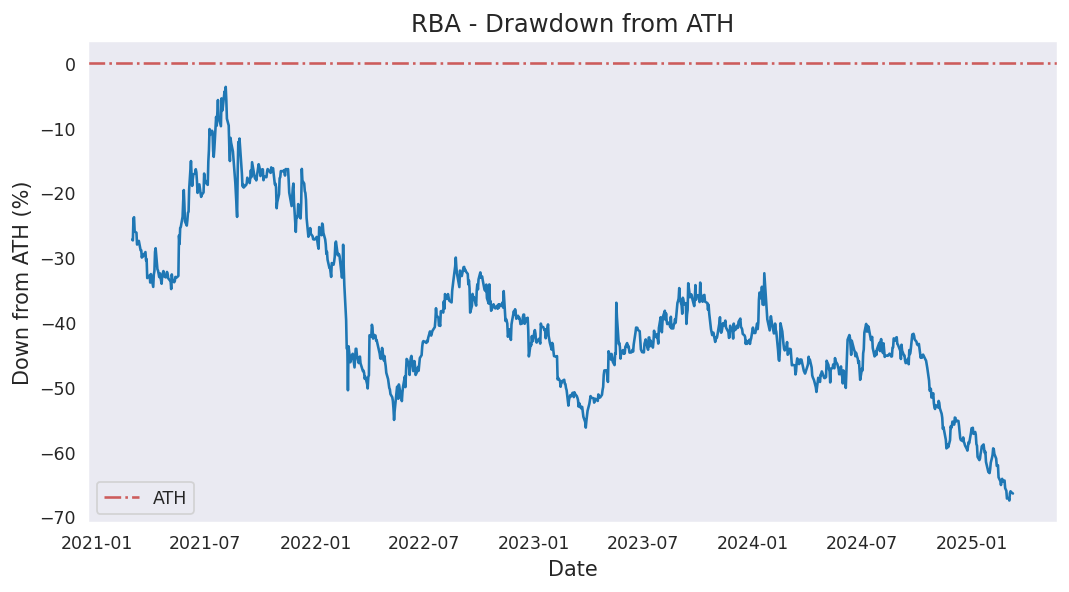 RBA - Drawdown from ATH
Down from ATH (%)
0
−10
−20
−30
−40
−50
−60
−70
ATH
2021-01 2021-07 2022-01 2022-07 2023-01 2023-07 2024-01 2024-07 2025-01
Date